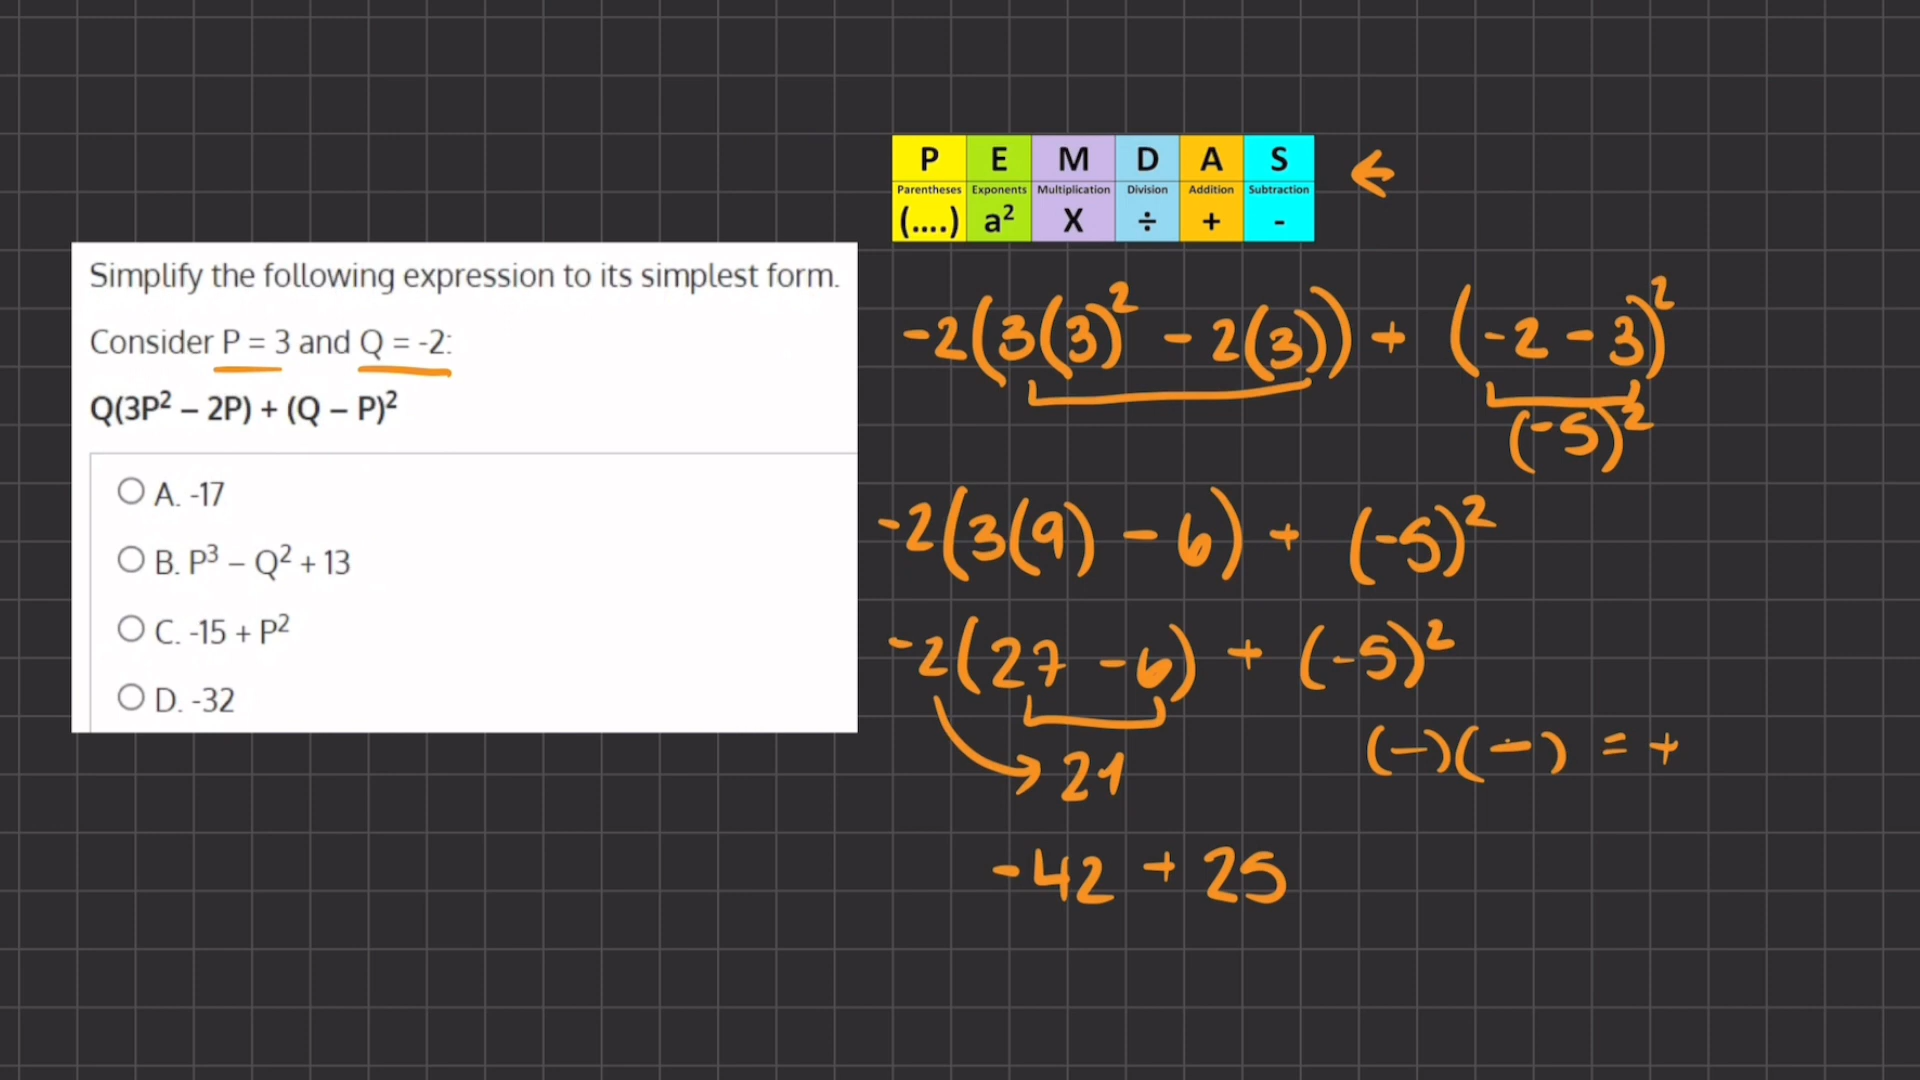 P E M D A S
Parentheses Exponents Multiplication Division Addition Subtraction
(....) a² X ÷ + -
Simplify the following expression to its simplest form.
Consider P = 3 and Q = -2:
Q(3P² – 2P) + (Q – P)²
A. -17
B. P³ – Q² + 13
C. -15 + P²
D. -32
-2(3(3)² - 2(3)) + (-2 - 3)²
(-5)²
-2(3(9) - 6) + (-5)²
-2(27 - 6) + (-5)²
21
(-)(-) = +
-42 + 25